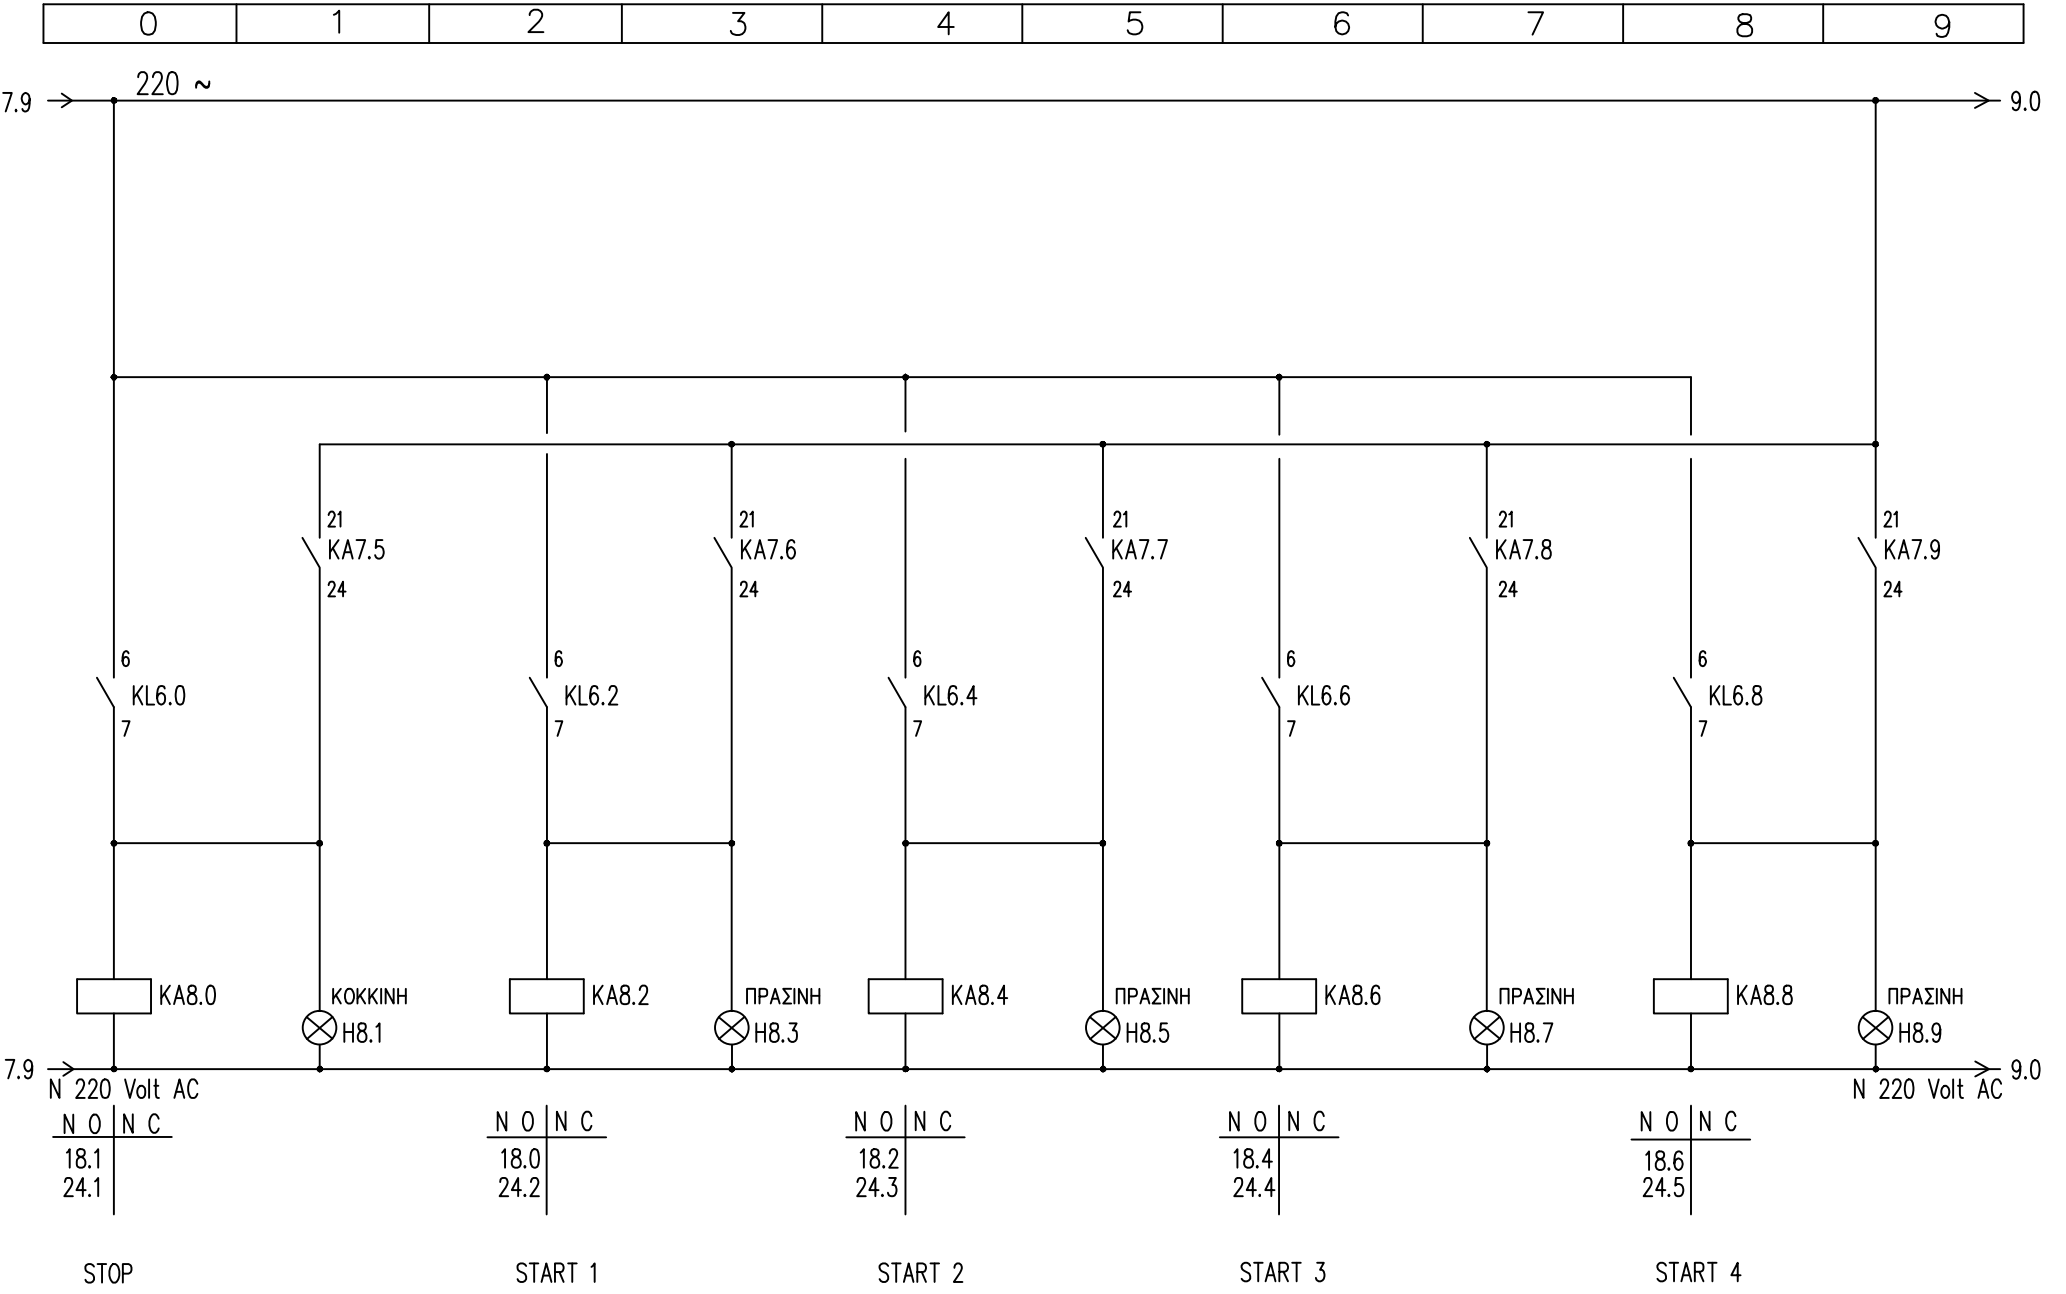 0 1 2 3 4 5 6 7 8 9
220 ~
7.9 9.0
21 21 21 21 21
KA7.5 KA7.6 KA7.7 KA7.8 KA7.9
24 24 24 24 24
6 6 6 6 6
KL6.0 KL6.2 KL6.4 KL6.6 KL6.8
7 7 7 7 7
KA8.0 ΚΟΚΚΙΝΗ KA8.2 ΠΡΑΣΙΝΗ KA8.4 ΠΡΑΣΙΝΗ KA8.6 ΠΡΑΣΙΝΗ KA8.8 ΠΡΑΣΙΝΗ
H8.1 H8.3 H8.5 H8.7 H8.9
7.9 9.0
N 220 Volt AC N 220 Volt AC
N O N C N O N C N O N C N O N C N O N C
18.1 18.0 18.2 18.4 18.6
24.1 24.2 24.3 24.4 24.5
STOP START 1 START 2 START 3 START 4